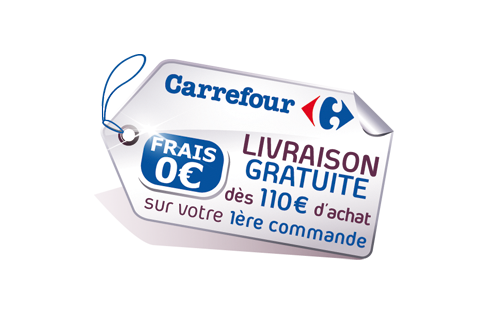 Carrefour
FRAIS
0€
LIVRAISON
GRATUITE
dès 110€ d'achat
sur votre 1ère commande